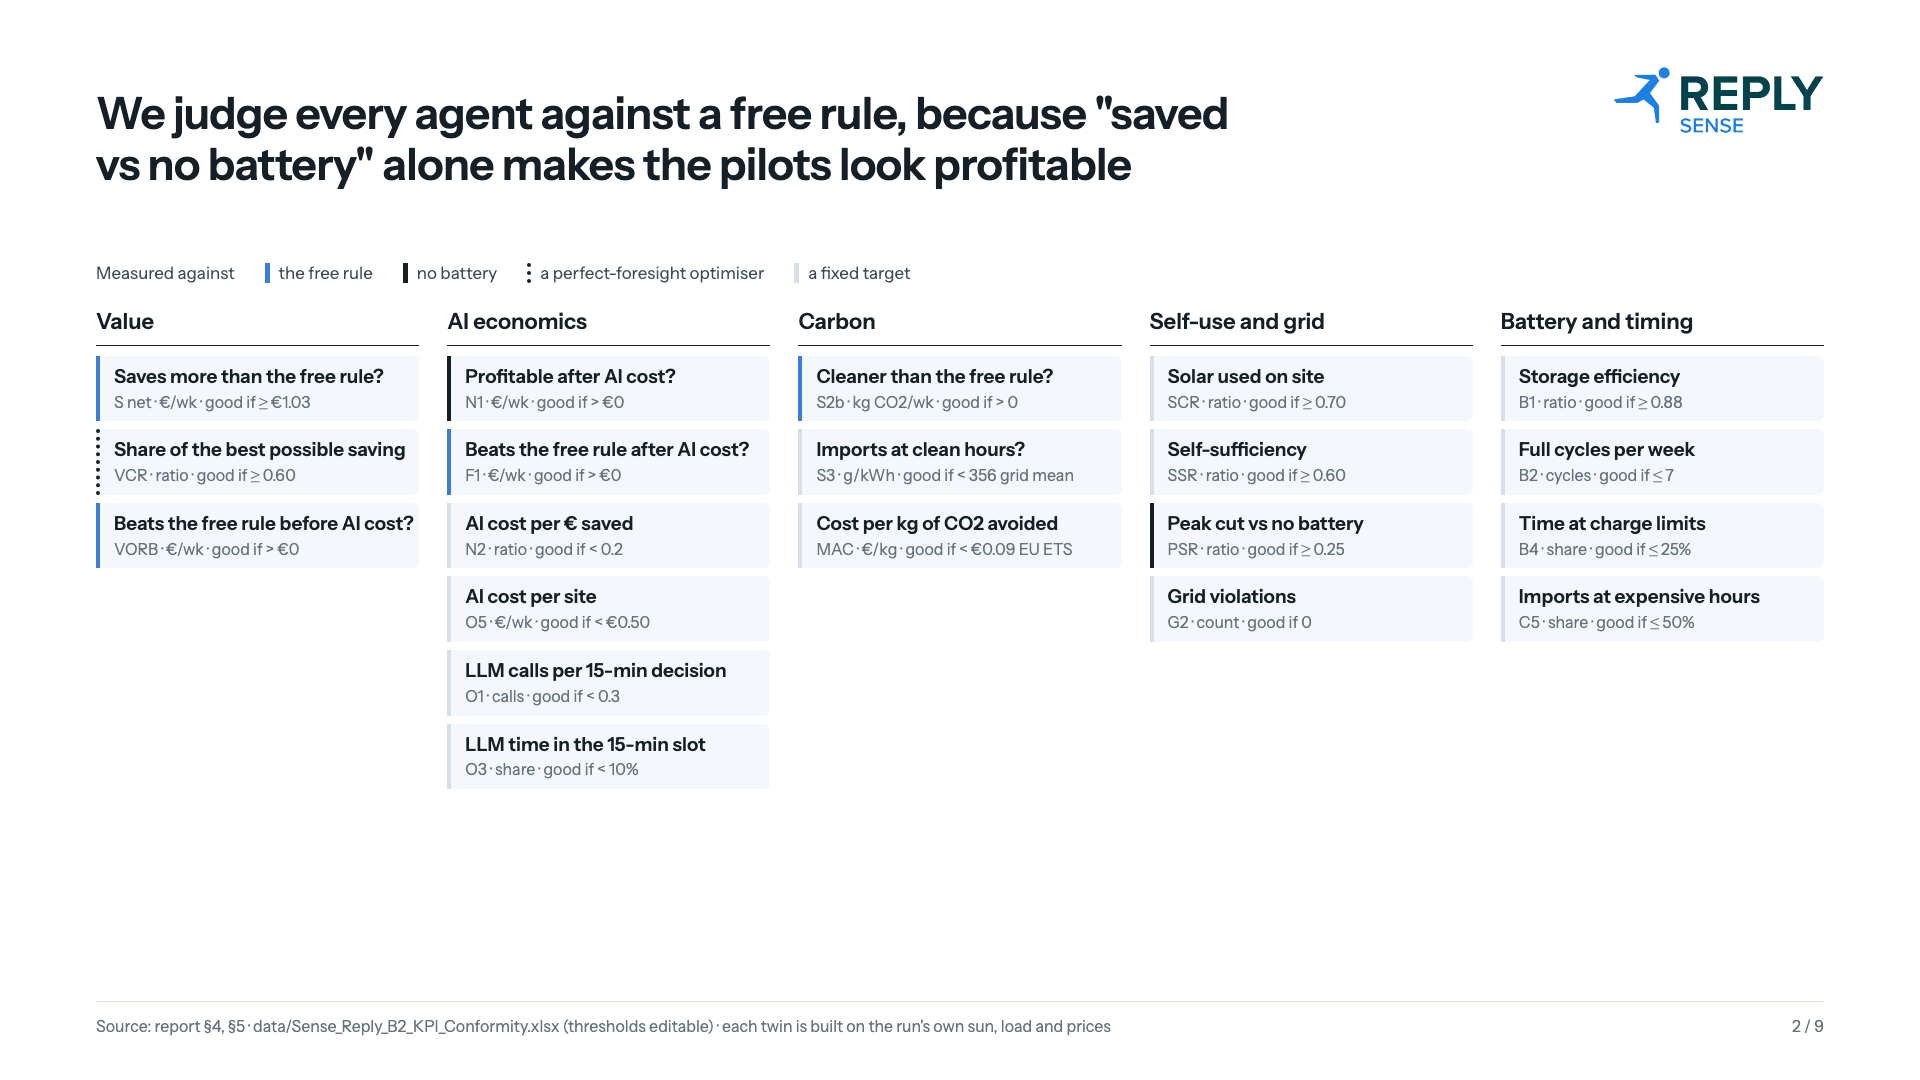 We judge every agent against a free rule, because "saved
vs no battery" alone makes the pilots look profitable
REPLY
SENSE
Measured against
the free rule
no battery
a perfect-foresight optimiser
a fixed target
Value
Saves more than the free rule?
S net · €/wk · good if ≥ €1.03
Share of the best possible saving
VCR · ratio · good if ≥ 0.60
Beats the free rule before AI cost?
VORB · €/wk · good if > €0
AI economics
Profitable after AI cost?
N1 · €/wk · good if > €0
Beats the free rule after AI cost?
F1 · €/wk · good if > €0
AI cost per € saved
N2 · ratio · good if < 0.2
AI cost per site
O5 · €/wk · good if < €0.50
LLM calls per 15-min decision
O1 · calls · good if < 0.3
LLM time in the 15-min slot
O3 · share · good if < 10%
Carbon
Cleaner than the free rule?
S2b · kg CO2/wk · good if > 0
Imports at clean hours?
S3 · g/kWh · good if < 356 grid mean
Cost per kg of CO2 avoided
MAC · €/kg · good if < €0.09 EU ETS
Self-use and grid
Solar used on site
SCR · ratio · good if ≥ 0.70
Self-sufficiency
SSR · ratio · good if ≥ 0.60
Peak cut vs no battery
PSR · ratio · good if ≥ 0.25
Grid violations
G2 · count · good if 0
Battery and timing
Storage efficiency
B1 · ratio · good if ≥ 0.88
Full cycles per week
B2 · cycles · good if ≤ 7
Time at charge limits
B4 · share · good if ≤ 25%
Imports at expensive hours
C5 · share · good if ≤ 50%
Source: report §4, §5 · data/Sense_Reply_B2_KPI_Conformity.xlsx (thresholds editable) · each twin is built on the run's own sun, load and prices
2 / 9